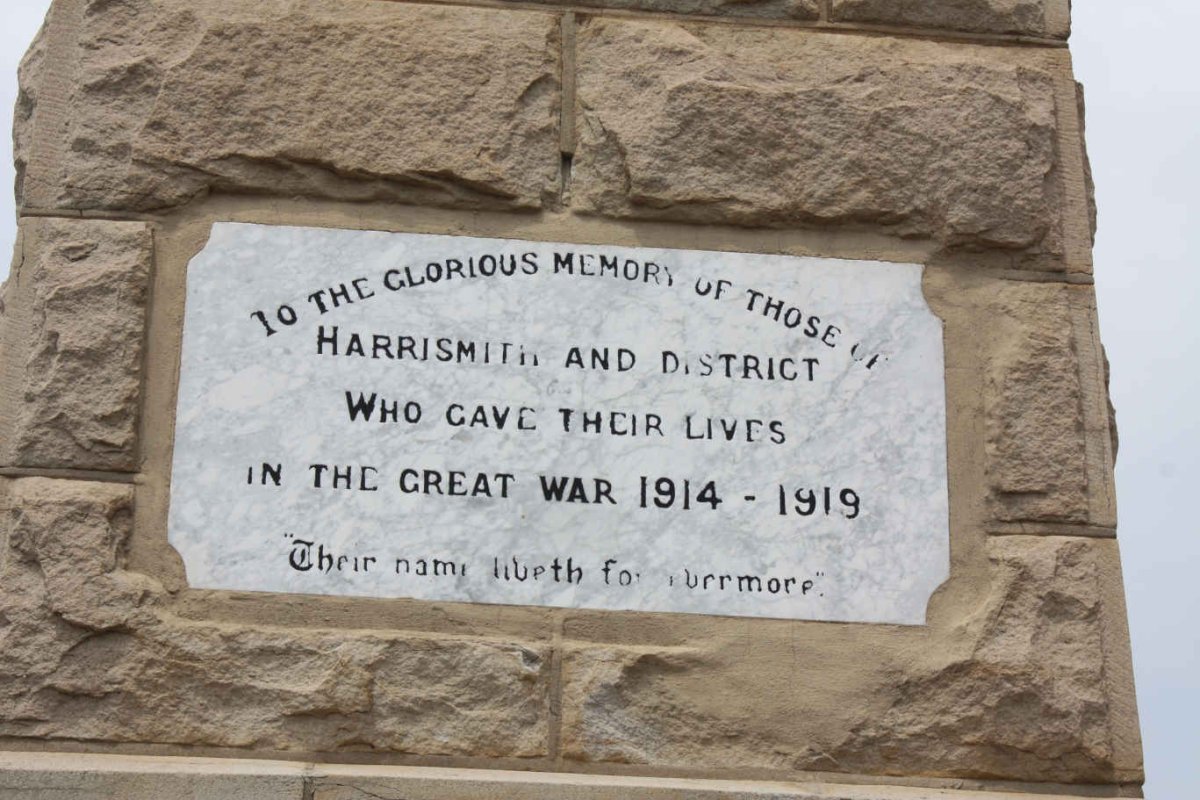 TO THE GLORIOUS MEMORY OF THOSE OF
HARRISMITH AND DISTRICT
WHO GAVE THEIR LIVES
IN THE GREAT WAR 1914 - 1919
"Their name liveth for evermore".